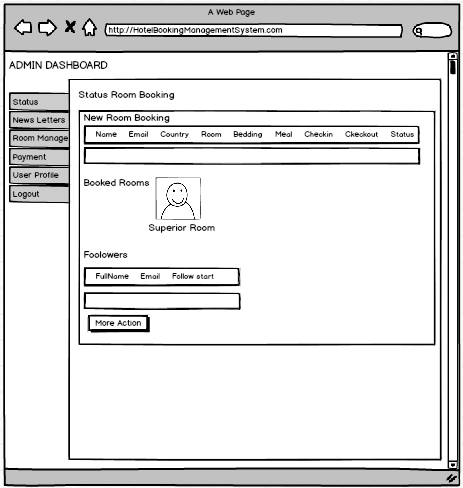 A Web Page
http://HotelBookingManagementSystem.com
ADMIN DASHBOARD
Status
News Letters
Room Manage
Payment
User Profile
Logout
Status Room Booking
New Room Booking
Name Email Country Room Bedding Meal Checkin Checkout Status
Booked Rooms
Superior Room
Foolowers
FullName Email Follow start
More Action